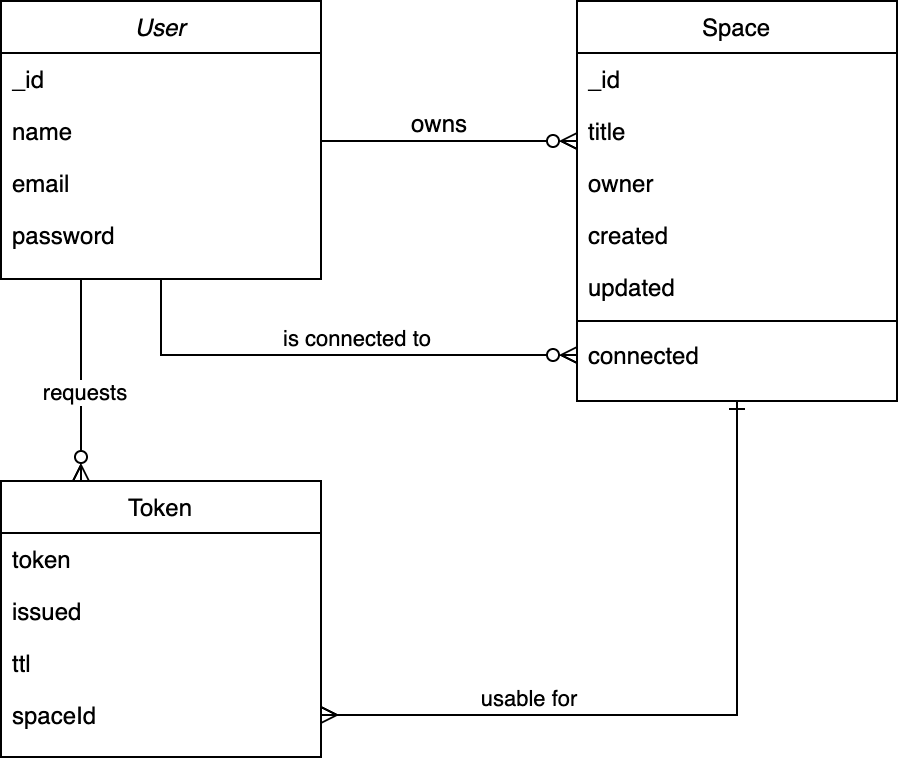 User
_id
name
email
password
owns
Space
_id
title
owner
created
updated
connected
is connected to
requests
Token
token
issued
ttl
spaceId
usable for